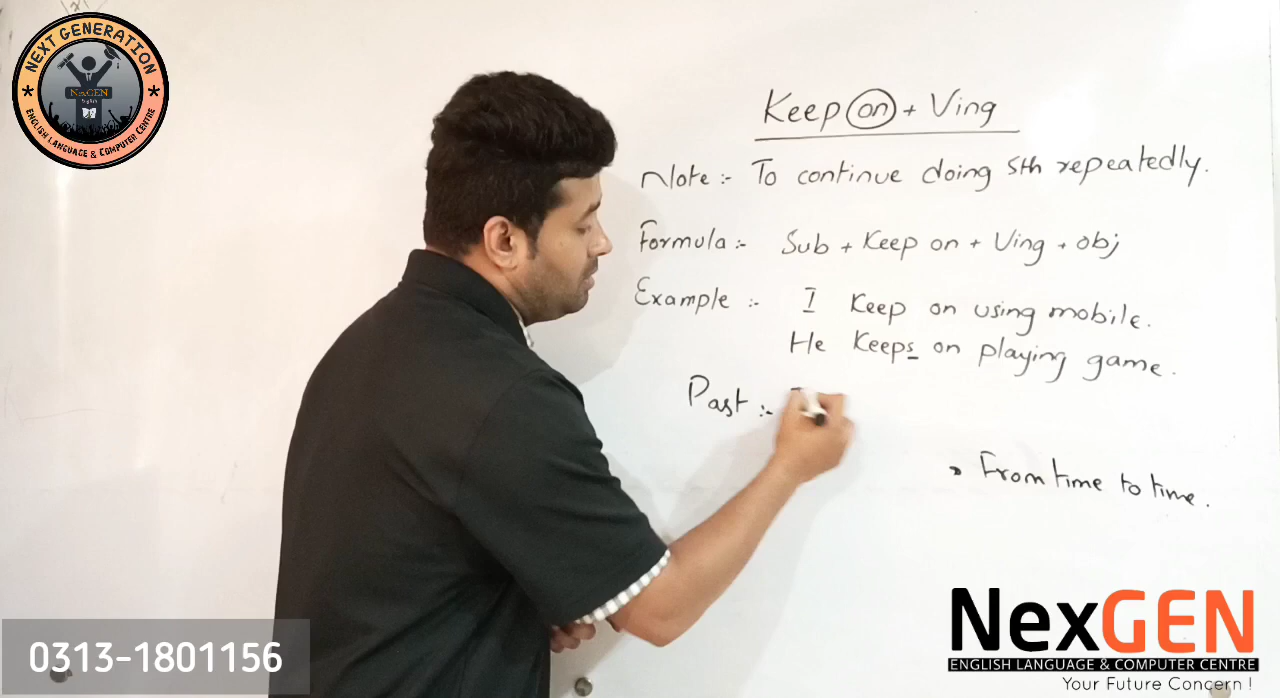 NEXT GENERATION
NexGEN
English
ENGLISH LANGUAGE & COMPUTER CENTRE
Keep on + Ving
Note :- To continue doing Sth repeatedly.
Formula :- Sub + Keep on + Ving + obj
Example :- I Keep on using mobile.
He Keeps on playing game.
Past :-
From time to time.
0313-1801156
NexGEN
ENGLISH LANGUAGE & COMPUTER CENTRE
Your Future Concern !